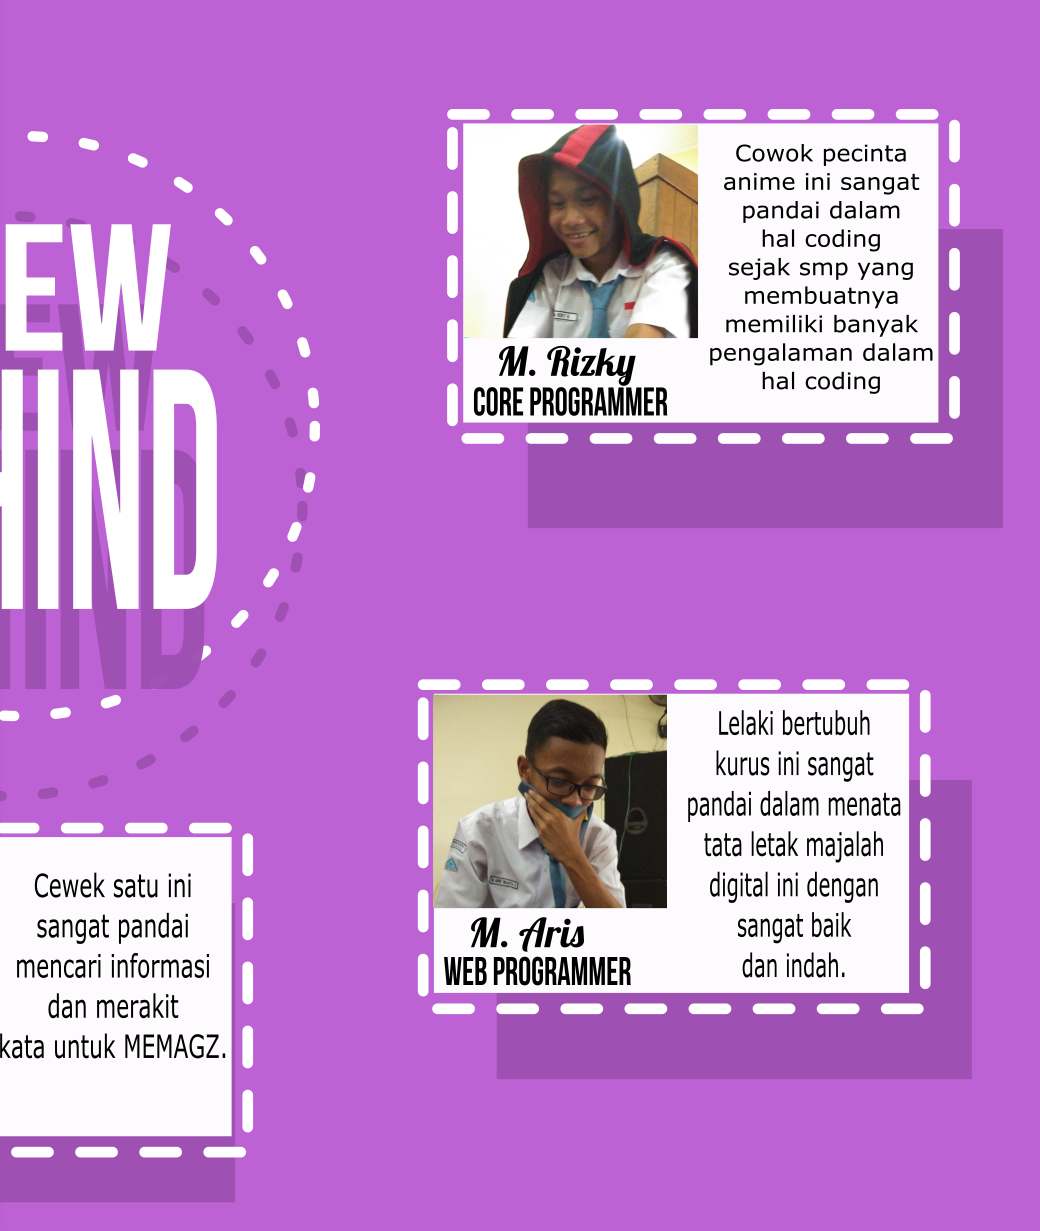 EW
HIND
Cowok pecinta
anime ini sangat
pandai dalam
hal coding
sejak smp yang
membuatnya
memiliki banyak
pengalaman dalam
hal coding
M. Rizky
CORE PROGRAMMER
Lelaki bertubuh
kurus ini sangat
pandai dalam menata
tata letak majalah
digital ini dengan
sangat baik
dan indah.
M. Aris
WEB PROGRAMMER
Cewek satu ini
sangat pandai
mencari informasi
dan merakit
kata untuk MEMAGZ.